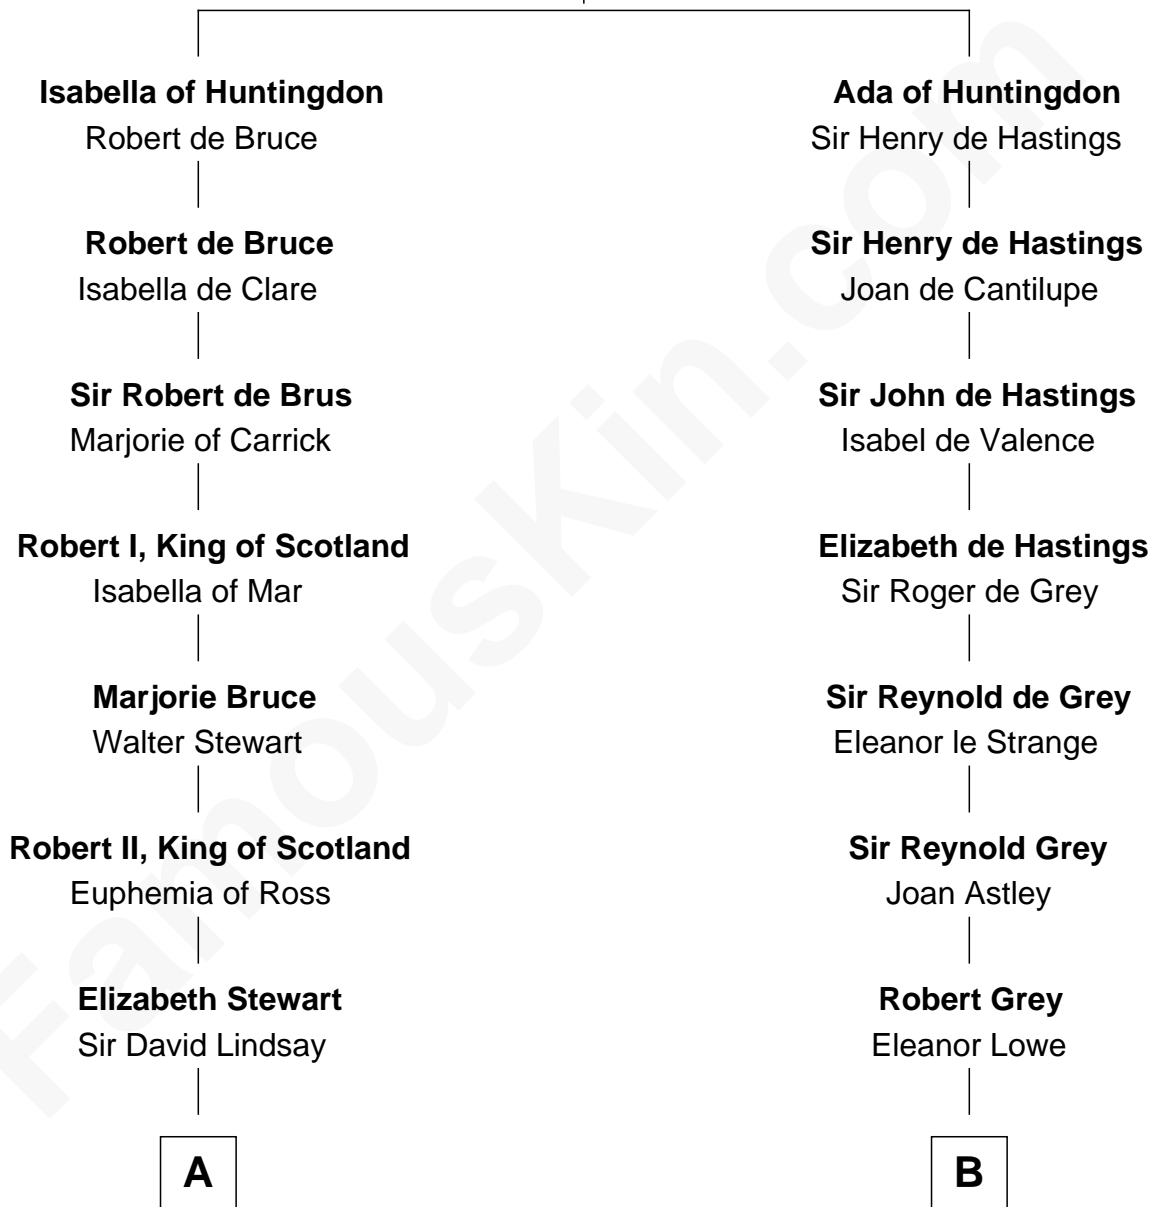 Isabella of Huntingdon
Robert de Bruce
Robert de Bruce
Isabella de Clare
Sir Robert de Brus
Marjorie of Carrick
Robert I, King of Scotland
Isabella of Mar
Marjorie Bruce
Walter Stewart
Robert II, King of Scotland
Euphemia of Ross
Elizabeth Stewart
Sir David Lindsay
A
Ada of Huntingdon
Sir Henry de Hastings
Sir Henry de Hastings
Joan de Cantilupe
Sir John de Hastings
Isabel de Valence
Elizabeth de Hastings
Sir Roger de Grey
Sir Reynold de Grey
Eleanor le Strange
Sir Reynold Grey
Joan Astley
Robert Grey
Eleanor Lowe
B
FamousKin.com